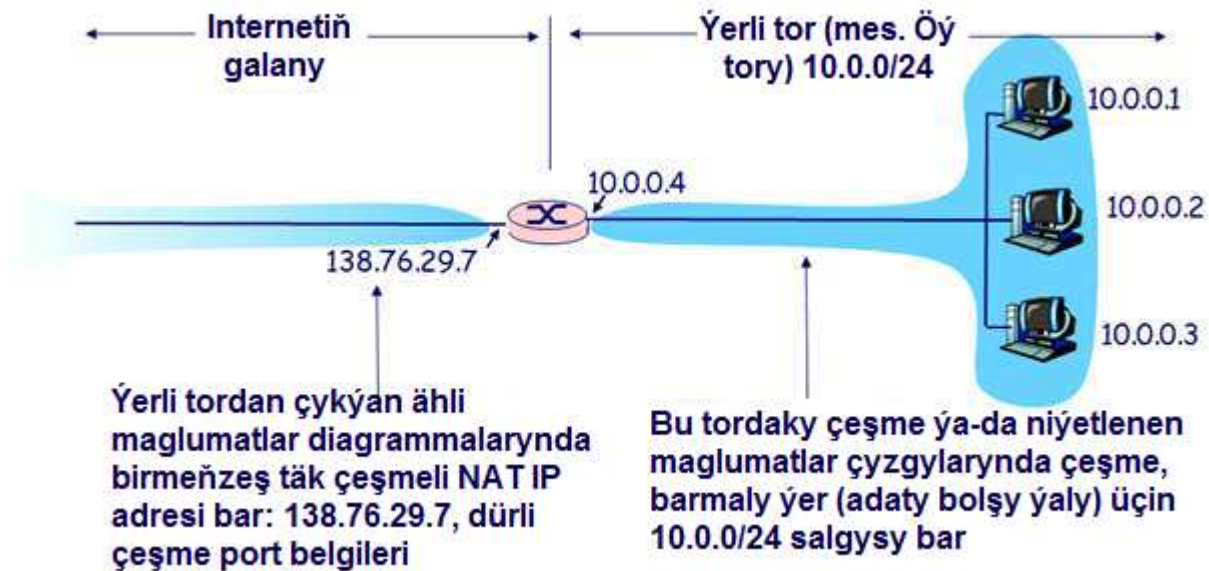 Internetiň
galany
Ýerli tor (mes. Öý
tory) 10.0.0/24
10.0.0.1
10.0.0.4
10.0.0.2
138.76.29.7
10.0.0.3
Ýerli tordan çykýan ähli
maglumatlar diagrammalarynda
birmeňzeş täk çeşmeli NAT IP
adresi bar: 138.76.29.7, dürli
çeşme port belgileri
Bu tordaky çeşme ýa-da niýetlenen
maglumatlar çyzgylarynda çeşme,
barmaly ýer (adaty bolşy ýaly) üçin
10.0.0/24 salgysy bar